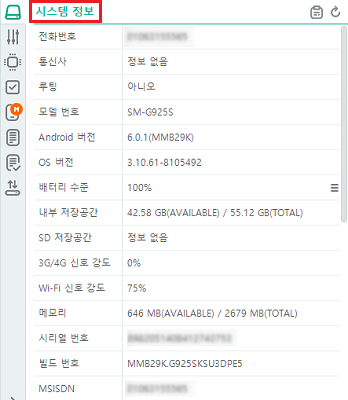 시스템 정보
전화번호
통신사 정보 없음
루팅 아니오
모델 번호 SM-G925S
Android 버전 6.0.1(MMB29K)
OS 버전 3.10.61-8105492
배터리 수준 100%
내부 저장공간 42.58 GB(AVAILABLE) / 55.12 GB(TOTAL)
SD 저장공간 정보 없음
3G/4G 신호 강도 0%
Wi-Fi 신호 강도 75%
메모리 646 MB(AVAILABLE) / 2679 MB(TOTAL)
시리얼 번호
빌드 번호 MMB29K.G925SKSU3DPE5
MSISDN